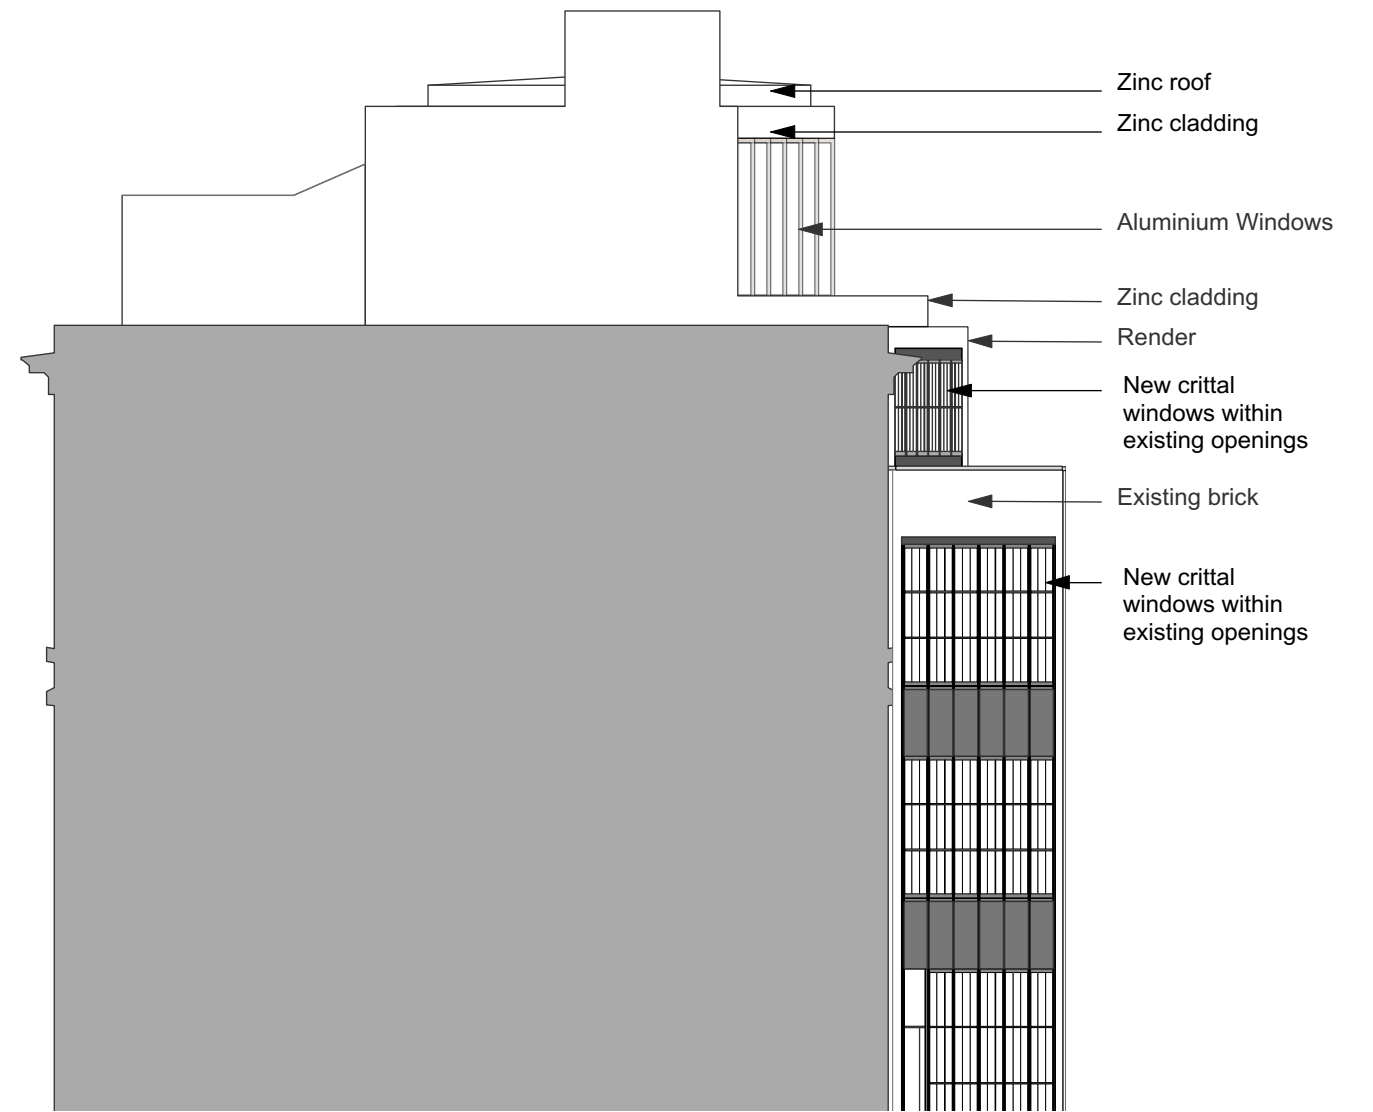 Zinc roof
Zinc cladding
Aluminium Windows
Zinc cladding
Render
New crittal
windows within
existing openings
Existing brick
New crittal
windows within
existing openings